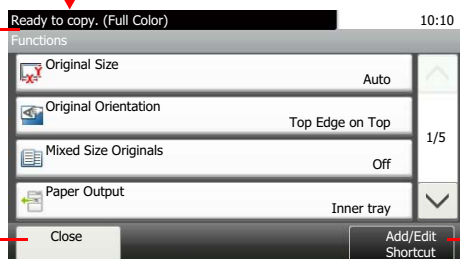 Ready to copy. (Full Color)
10:10
Functions
Original Size
Auto
Original Orientation
Top Edge on Top
1/5
Mixed Size Originals
Off
Paper Output
Inner tray
Close
Add/Edit
Shortcut